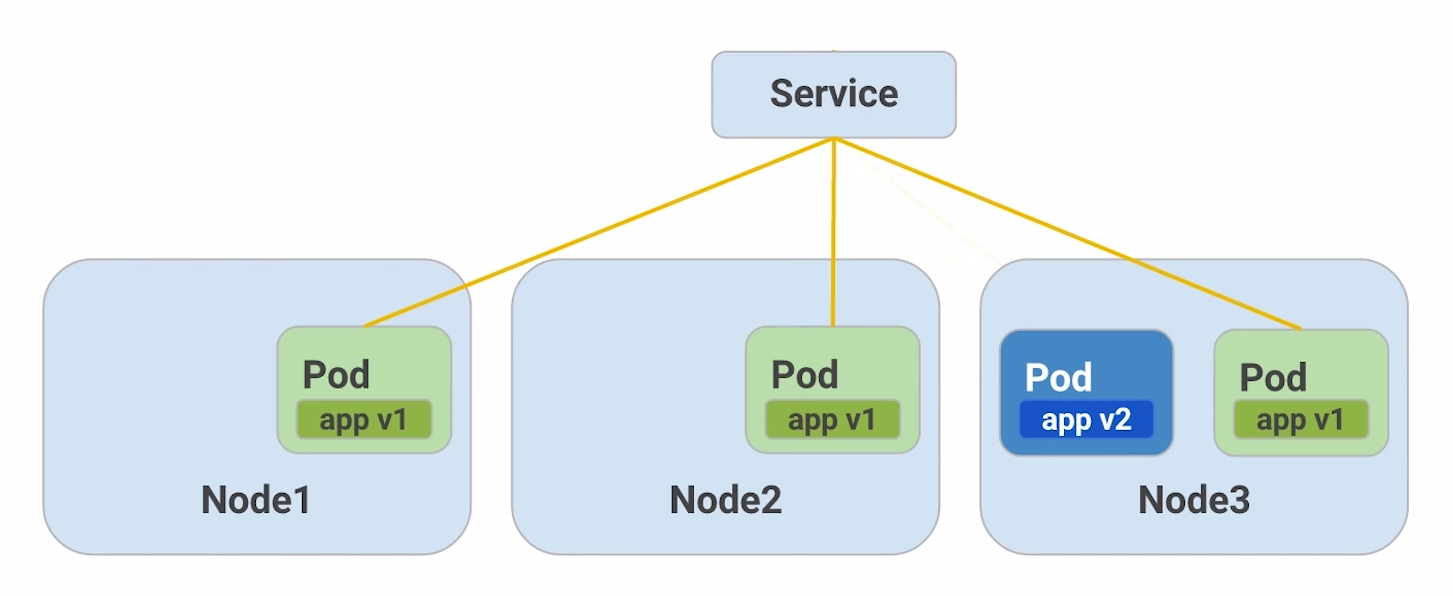 Service
Pod
app v1
Node1
Pod
app v1
Node2
Pod
app v2
Pod
app v1
Node3